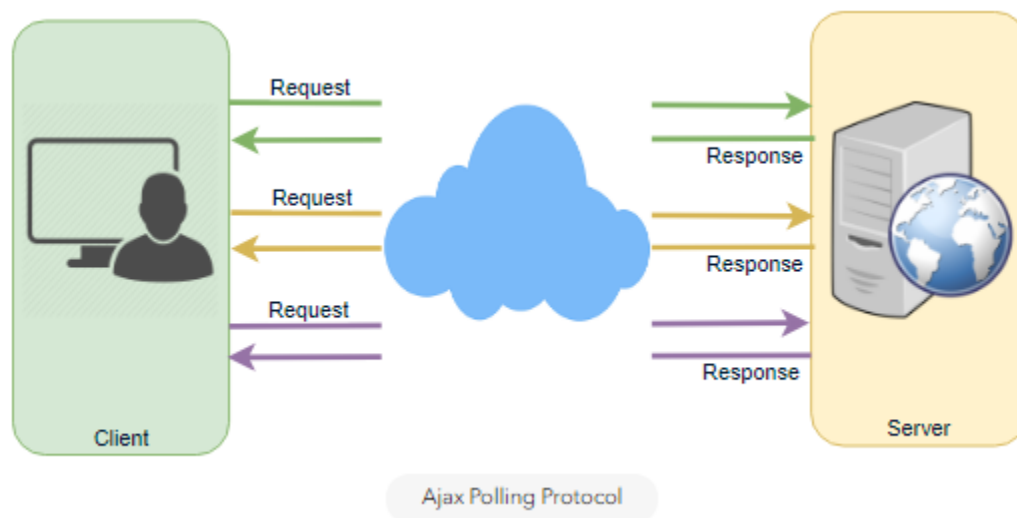 Request
Response
Request
Response
Request
Response
Client
Server
Ajax Polling Protocol